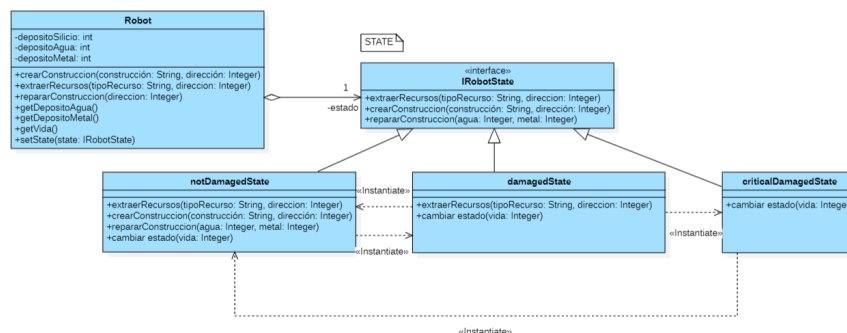 Robot
-depositoSilicio: int
-depositoAgua: int
-depositoMetal: int
+crearConstruccion(construcción: String, dirección: Integer)
+extraerRecursos(tipoRecurso: String, direccion: Integer)
+repararConstruccion(direccion: Integer)
+getDepositoAgua()
+getDepositoMetal()
+getVida()
+setState(state: IRobotState)
1
-estado
STATE
«interface»
IRobotState
+extraerRecursos(tipoRecurso: String, direccion: Integer)
+crearConstruccion(construcción: String, dirección: Integer)
+repararConstruccion(agua: Integer, metal: Integer)
notDamagedState
+extraerRecursos(tipoRecurso: String, direccion: Integer)
+crearConstruccion(construcción: String, dirección: Integer)
+repararConstruccion(agua: Integer, metal: Integer)
+cambiar estado(vida: Integer)
«Instantiate»
«Instantiate»
damagedState
+extraerRecursos(tipoRecurso: String, direccion: Integer)
+cambiar estado(vida: Integer)
«Instantiate»
criticalDamagedState
+cambiar estado(vida: Intege
«Instantiate»